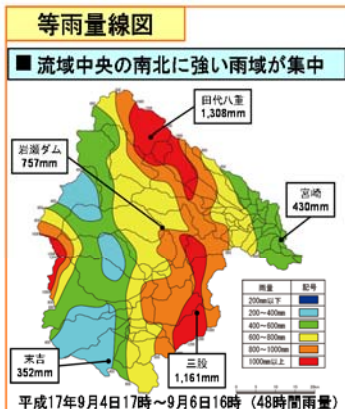 等雨量線図
■ 流域中央の南北に強い雨域が集中
田代八重
1,308mm
岩瀬ダム
757mm
宮崎
430mm
雨量 記号
200mm以下
200～400mm
400～600mm
600～800mm
800～1000mm
1000mm以上
末吉
352mm
三股
1,161mm
平成17年9月4日17時～9月6日16時 (48時間雨量)